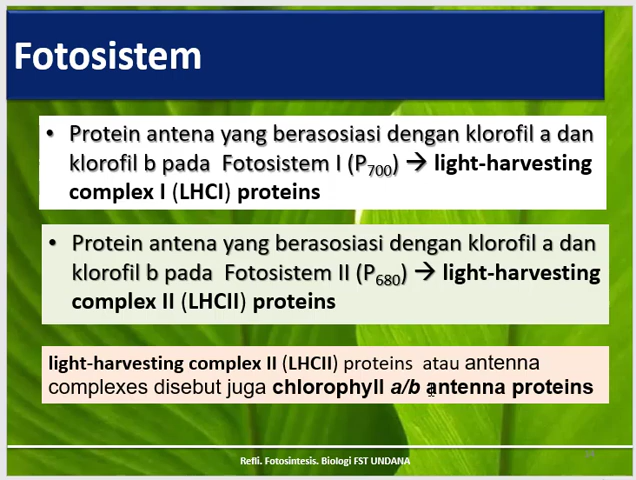 Fotosistem
• Protein antena yang berasosiasi dengan klorofil a dan
klorofil b pada Fotosistem I (P700) → light-harvesting
complex I (LHCI) proteins
• Protein antena yang berasosiasi dengan klorofil a dan
klorofil b pada Fotosistem II (P680) → light-harvesting
complex II (LHCII) proteins
light-harvesting complex II (LHCII) proteins atau antenna
complexes disebut juga chlorophyll a/b antenna proteins
Refli. Fotosintesis. Biologi FST UNDANA